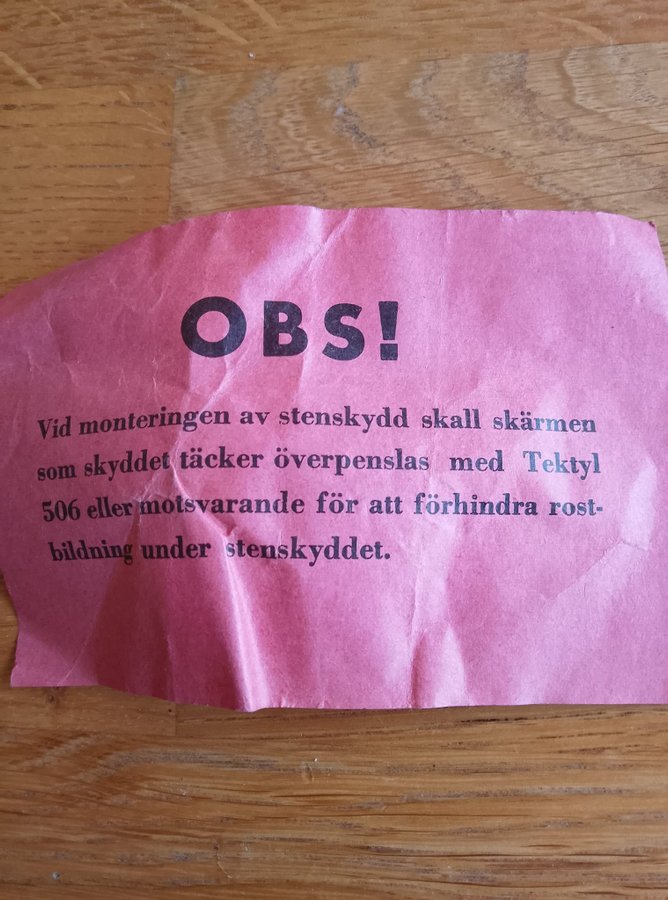 OBS!
Vid monteringen av stenskydd skall skärmen
som skyddet täcker överpenslas med Tektyl
506 eller motsvarande för att förhindra rost-
bildning under stenskyddet.